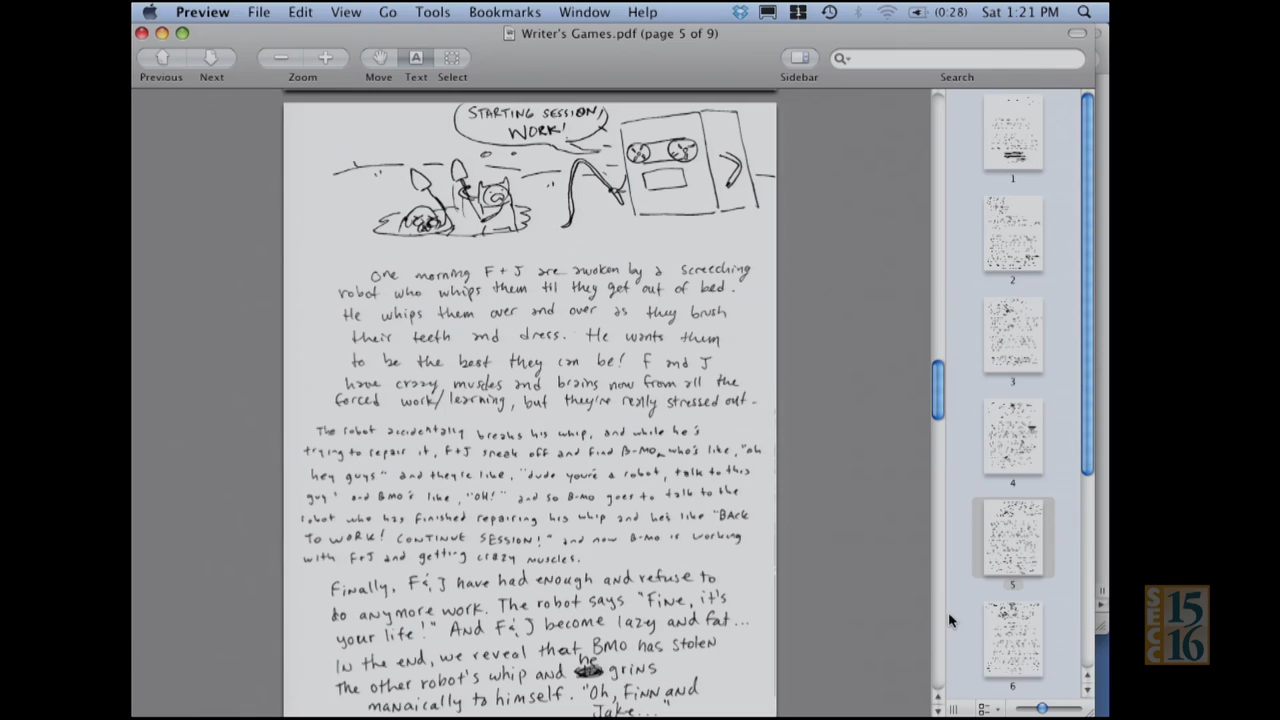 Preview File Edit View Go Tools Bookmarks Window Help (0:28) Sat 1:21 PM
Writer's Games.pdf (page 5 of 9)
Previous Next Zoom Move Text Select Sidebar Search
STARTING SESSION,
WORK!
One morning F + J are awoken by a screeching
robot who whips them til they get out of bed.
He whips them over and over as they brush
their teeth and dress. He wants them
to be the best they can be! F and J
have crazy muscles and brains now from all the
forced work/learning, but they're really stressed out.
The robot accidentally breaks his whip, and while he's
trying to repair it, F+J sneak off and find B-MO, who's like, "oh
hey guys" and they're like, "dude you're a robot, talk to this
guy" and BMO's like, "OH!" and so B-MO goes to talk to the
robot who has finished repairing his whip and he's like "BACK
TO WORK! CONTINUE SESSION!" and now B-MO is working
with F+J and getting crazy muscles.
Finally, F & J have had enough and refuse to
do anymore work. The robot says "Fine, it's
your life!" And F & J become lazy and fat...
In the end, we reveal that BMO has stolen
The other robot's whip and he grins
manaically to himself. "Oh, Finn and
Jake..."
1
2
3
4
5
6
SECC 15 16